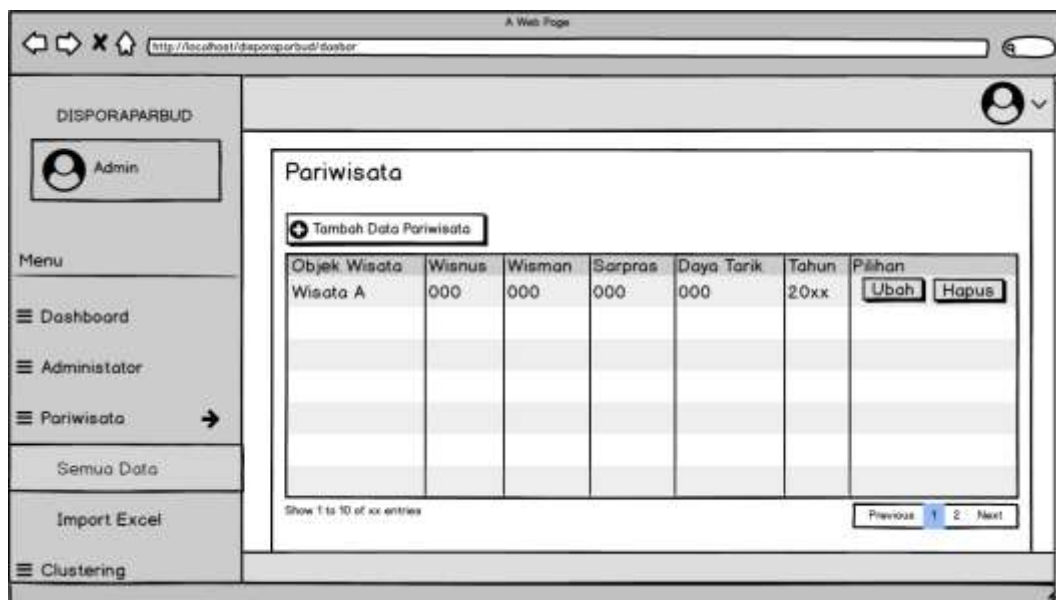 A Web Page
http://localhost/disporaparbud/dasbor
DISPORAPARBUD
Admin
Menu
Dashboard
Administator
Pariwisata
Semua Data
Import Excel
Clustering
Pariwisata
Tambah Data Pariwisata
Objek Wisata Wisnus Wisman Sarpras Daya Tarik Tahun Pilihan
Wisata A 000 000 000 000 20xx Ubah Hapus
Show 1 to 10 of xx entries
Previous 1 2 Next